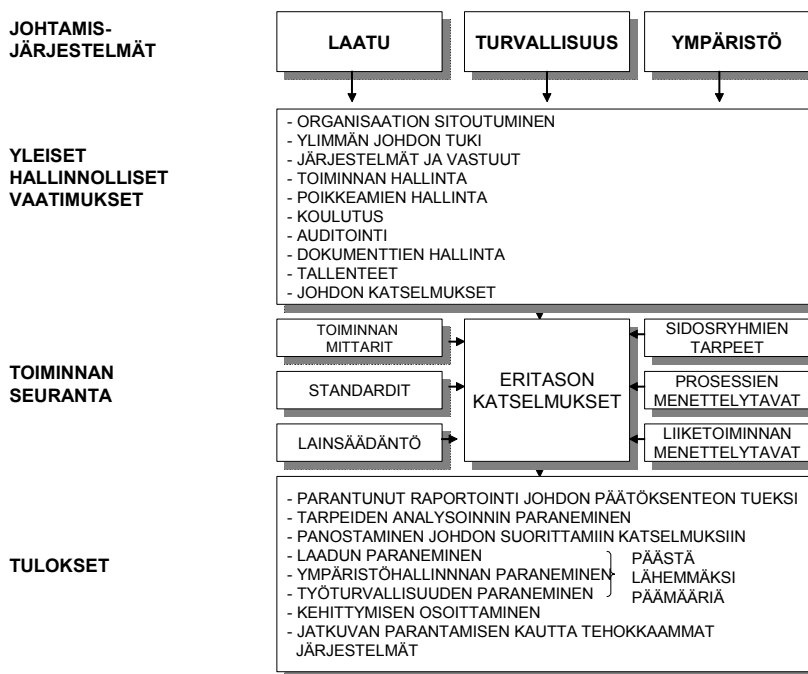 JOHTAMIS-
JÄRJESTELMÄT
LAATU
TURVALLISUUS
YMPÄRISTÖ
YLEISET
HALLINNOLLISET
VAATIMUKSET
- ORGANISAATION SITOUTUMINEN
- YLIMMÄN JOHDON TUKI
- JÄRJESTELMÄT JA VASTUUT
- TOIMINNAN HALLINTA
- POIKKEAMIEN HALLINTA
- KOULUTUS
- AUDITOINTI
- DOKUMENTTIEN HALLINTA
- TALLENTEET
- JOHDON KATSELMUKSET
TOIMINNAN
SEURANTA
TOIMINNAN
MITTARIT
STANDARDIT
LAINSÄÄDÄNTÖ
ERITASON
KATSELMUKSET
SIDOSRYHMIEN
TARPEET
PROSESSIEN
MENETTELYTAVAT
LIIKETOIMINNAN
MENETTELYTAVAT
TULOKSET
- PARANTUNUT RAPORTOINTI JOHDON PÄÄTÖKSENTEON TUEKSI
- TARPEIDEN ANALYSOINNIN PARANEMINEN
- PANOSTAMINEN JOHDON SUORITTAMIIN KATSELMUKSIIN
- LAADUN PARANEMINEN
- YMPÄRISTÖHALLINNNAN PARANEMINEN
- TYÖTURVALLISUUDEN PARANEMINEN
PÄÄSTÄ
LÄHEMMÄKSI
PÄÄMÄÄRIÄ
- KEHITTYMISEN OSOITTAMINEN
- JATKUVAN PARANTAMISEN KAUTTA TEHOKKAAMMAT
JÄRJESTELMÄT